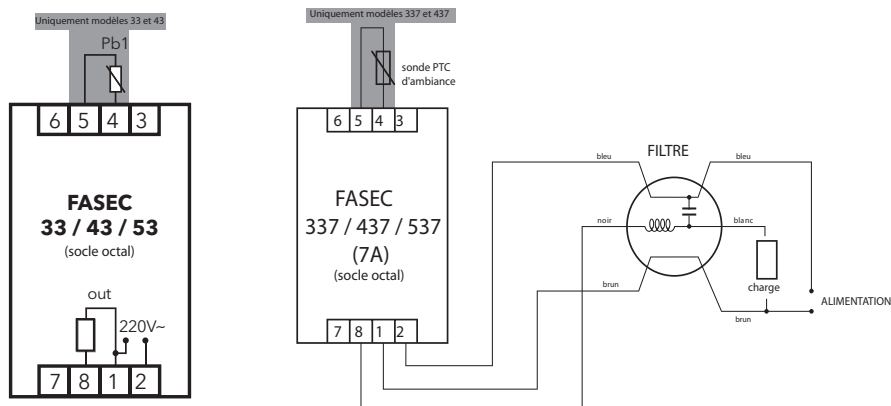 Uniquement modèles 33 et 43
Pb1
6 5 4 3
FASEC
33 / 43 / 53
(socle octal)
out
220V~
7 8 1 2
Uniquement modèles 337 et 437
sonde PTC
d'ambiance
6 5 4 3
FASEC
337 / 437 / 537
(7A)
(socle octal)
7 8 1 2
FILTRE
bleu
bleu
noir
blanc
brun
charge
brun
ALIMENTATION